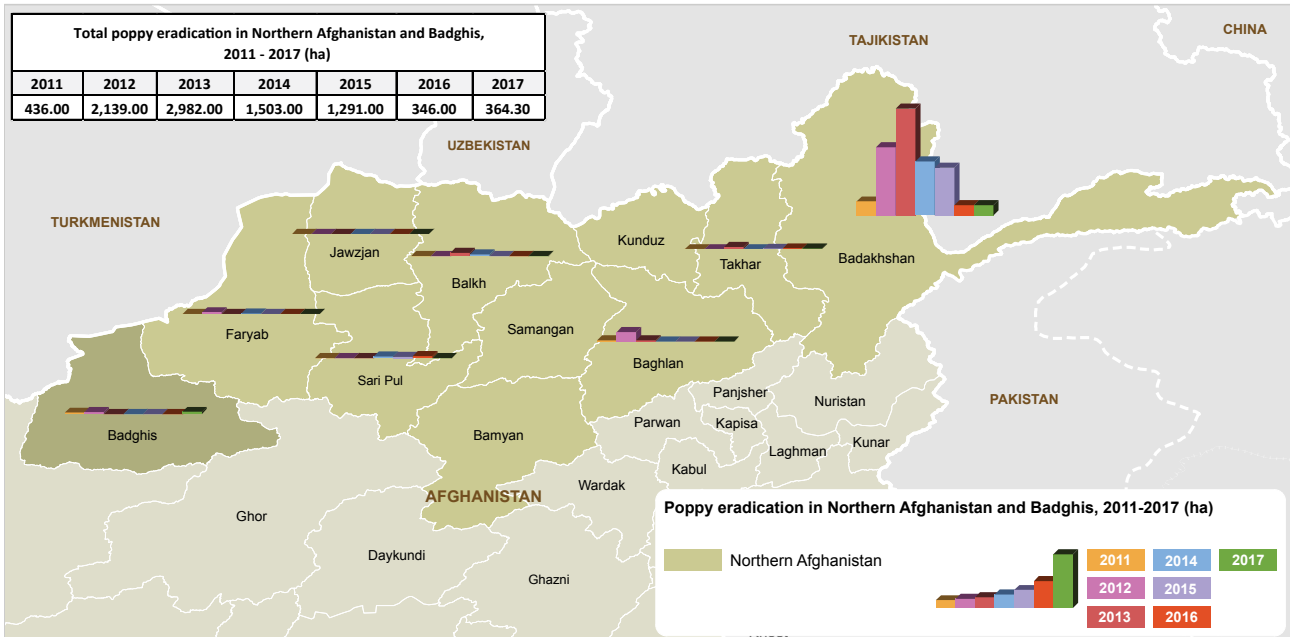 Total poppy eradication in Northern Afghanistan and Badghis,
2011 - 2017 (ha)
2011 2012 2013 2014 2015 2016 2017
436.00 2,139.00 2,982.00 1,503.00 1,291.00 346.00 364.30
CHINA
TAJIKISTAN
UZBEKISTAN
TURKMENISTAN
Jawzjan
Kunduz
Balkh
Takhar
Badakhshan
Faryab
Samangan
Sari Pul
Baghlan
Panjsher
Nuristan
PAKISTAN
Badghis
Bamyan
Parwan
Kapisa
Kunar
Laghman
Kabul
Wardak
AFGHANISTAN
Ghor
Daykundi
Ghazni
Poppy eradication in Northern Afghanistan and Badghis, 2011-2017 (ha)
Northern Afghanistan
2011 2014 2017
2012 2015
2013 2016